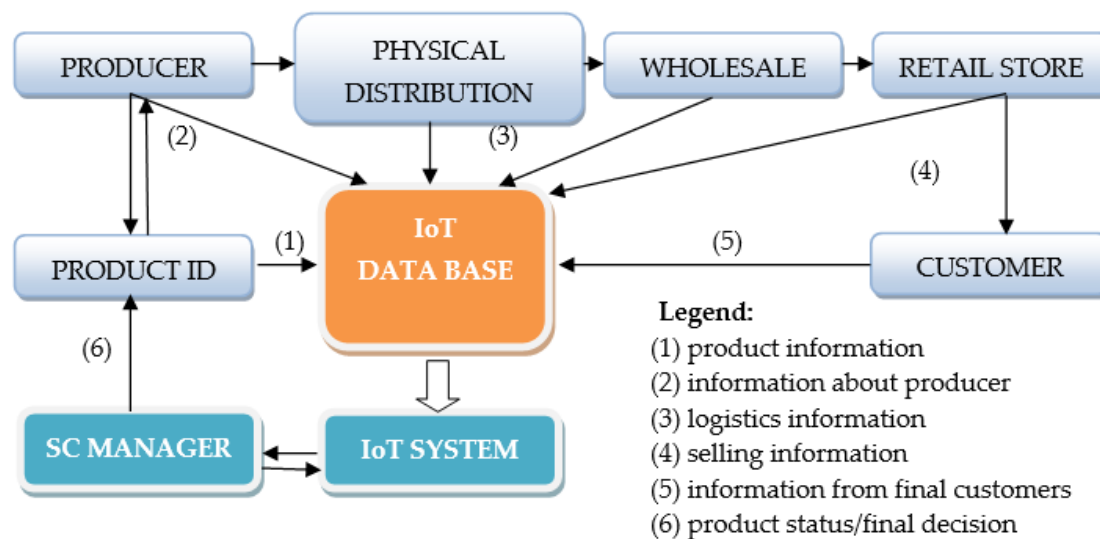 PRODUCER
PHYSICAL
DISTRIBUTION
WHOLESALE
RETAIL STORE
(2)
(3)
(4)
IoT
DATA BASE
PRODUCT ID
(1)
(5)
CUSTOMER
(6)
SC MANAGER
IoT SYSTEM
Legend:
(1) product information
(2) information about producer
(3) logistics information
(4) selling information
(5) information from final customers
(6) product status/final decision